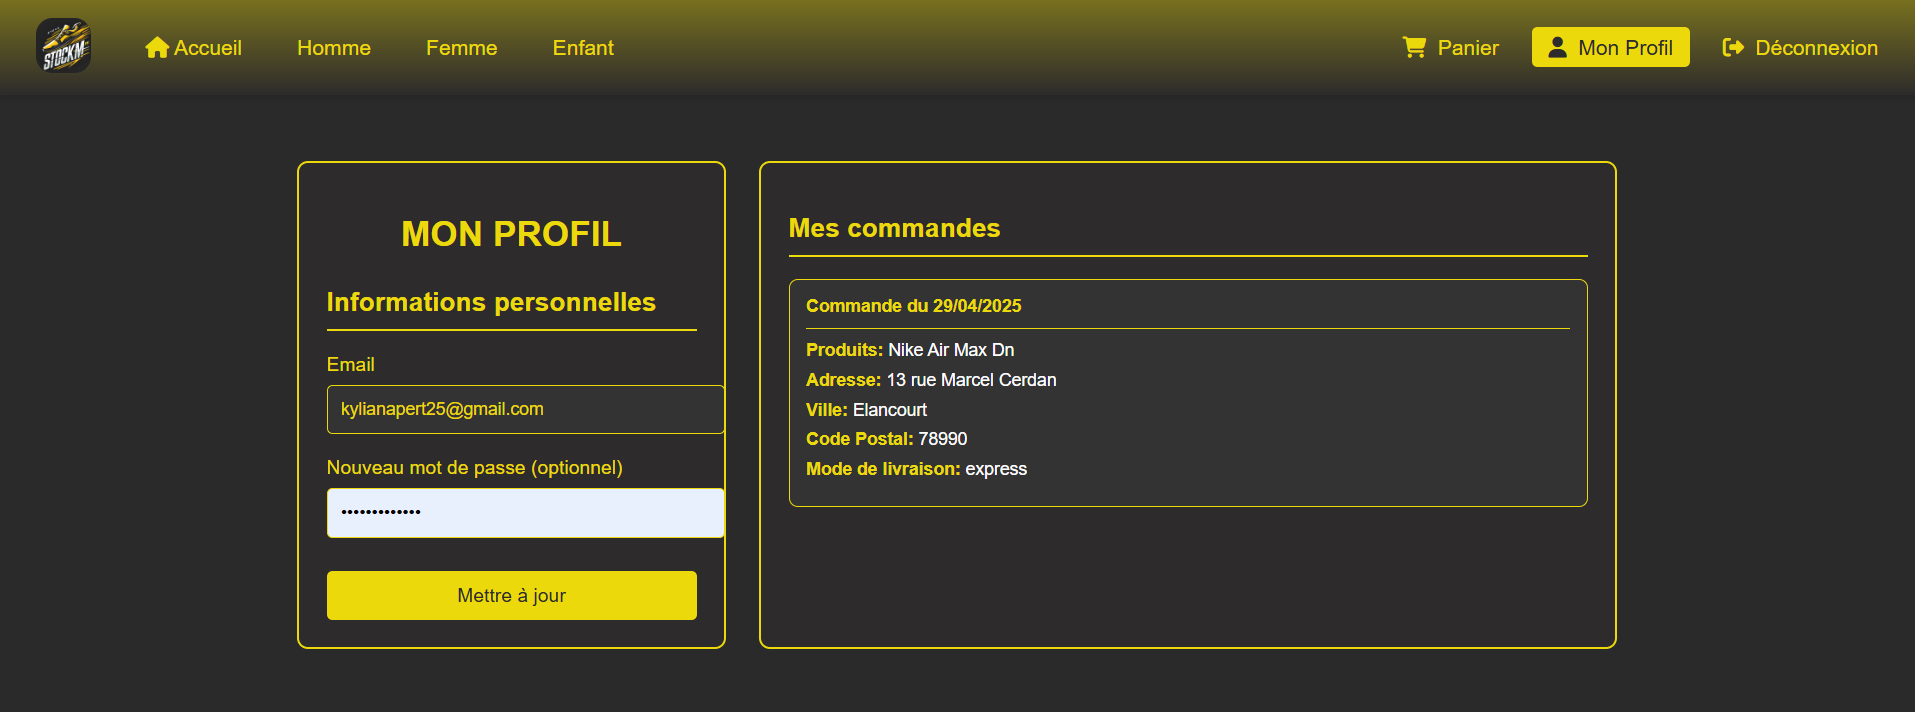 STOCKM
Accueil
Homme
Femme
Enfant
Panier
Mon Profil
Déconnexion
MON PROFIL
Informations personnelles
Email
kylianapert25@gmail.com
Nouveau mot de passe (optionnel)
•••••••••••••
Mettre à jour
Mes commandes
Commande du 29/04/2025
Produits: Nike Air Max Dn
Adresse: 13 rue Marcel Cerdan
Ville: Elancourt
Code Postal: 78990
Mode de livraison: express